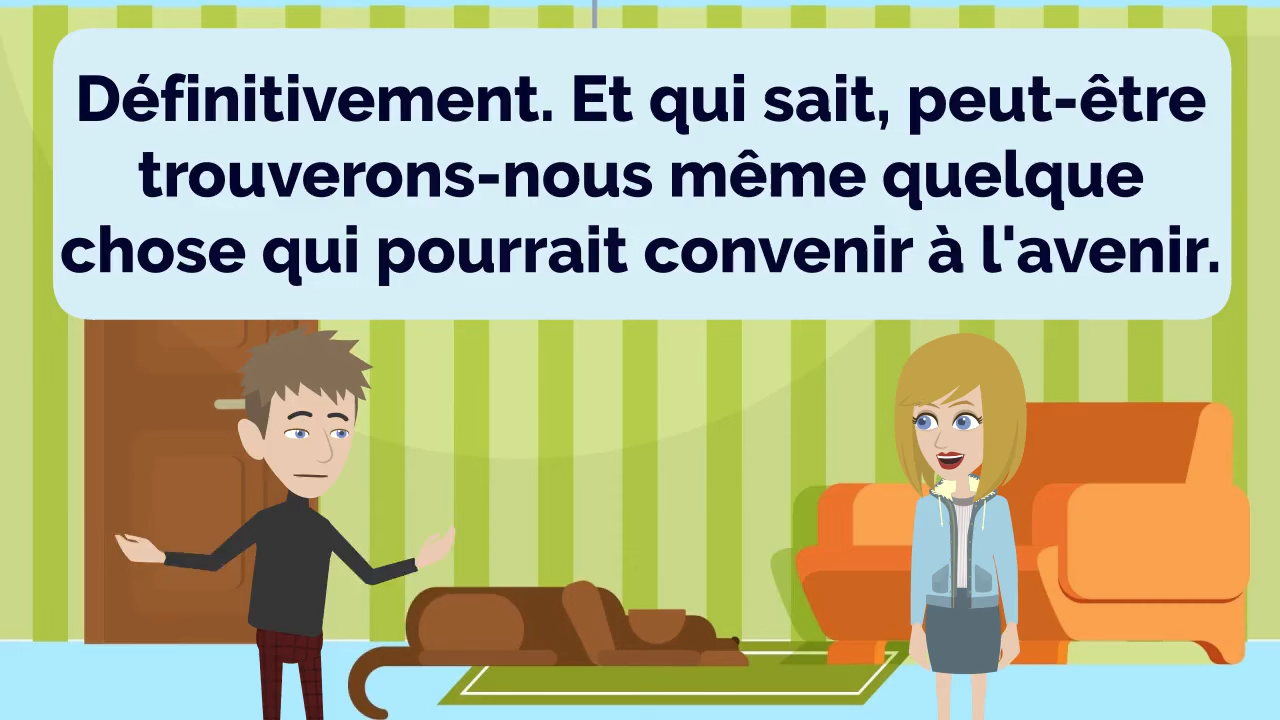 Définitivement. Et qui sait, peut-être
trouverons-nous même quelque
chose qui pourrait convenir à l'avenir.